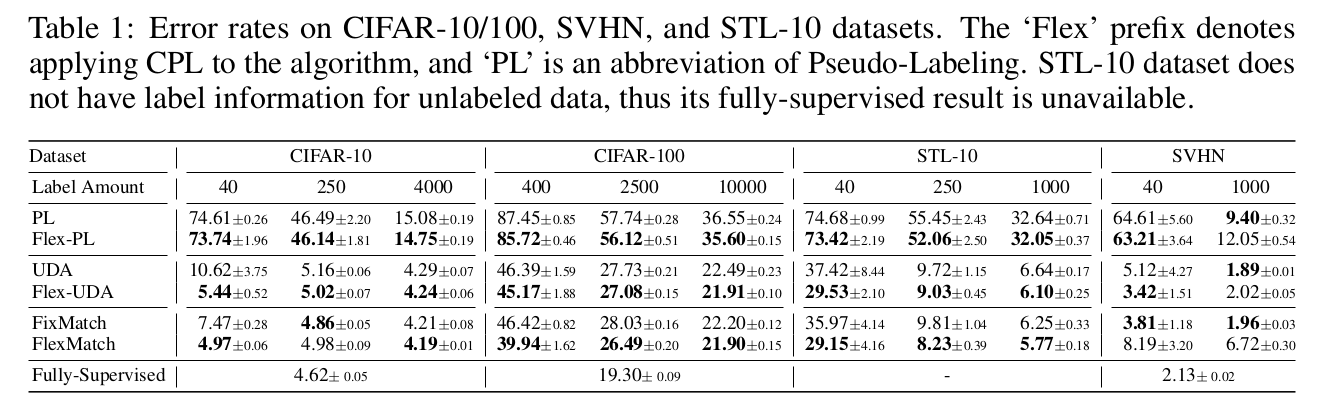 Table 1: Error rates on CIFAR-10/100, SVHN, and STL-10 datasets. The ‘Flex’ prefix denotes
applying CPL to the algorithm, and ‘PL’ is an abbreviation of Pseudo-Labeling. STL-10 dataset does
not have label information for unlabeled data, thus its fully-supervised result is unavailable.
Dataset CIFAR-10 CIFAR-100 STL-10 SVHN
Label Amount 40 250 4000 400 2500 10000 40 250 1000 40 1000
PL 74.61±0.26 46.49±2.20 15.08±0.19 87.45±0.85 57.74±0.28 36.55±0.24 74.68±0.99 55.45±2.43 32.64±0.71 64.61±5.60 9.40±0.32
Flex-PL 73.74±1.96 46.14±1.81 14.75±0.19 85.72±0.46 56.12±0.51 35.60±0.15 73.42±2.19 52.06±2.50 32.05±0.37 63.21±3.64 12.05±0.54
UDA 10.62±3.75 5.16±0.06 4.29±0.07 46.39±1.59 27.73±0.21 22.49±0.23 37.42±8.44 9.72±1.15 6.64±0.17 5.12±4.27 1.89±0.01
Flex-UDA 5.44±0.52 5.02±0.07 4.24±0.06 45.17±1.88 27.08±0.15 21.91±0.10 29.53±2.10 9.03±0.45 6.10±0.25 3.42±1.51 2.02±0.05
FixMatch 7.47±0.28 4.86±0.05 4.21±0.08 46.42±0.82 28.03±0.16 22.20±0.12 35.97±4.14 9.81±1.04 6.25±0.33 3.81±1.18 1.96±0.03
FlexMatch 4.97±0.06 4.98±0.09 4.19±0.01 39.94±1.62 26.49±0.20 21.90±0.15 29.15±4.16 8.23±0.39 5.77±0.18 8.19±3.20 6.72±0.30
Fully-Supervised 4.62± 0.05 19.30± 0.09 - 2.13± 0.02